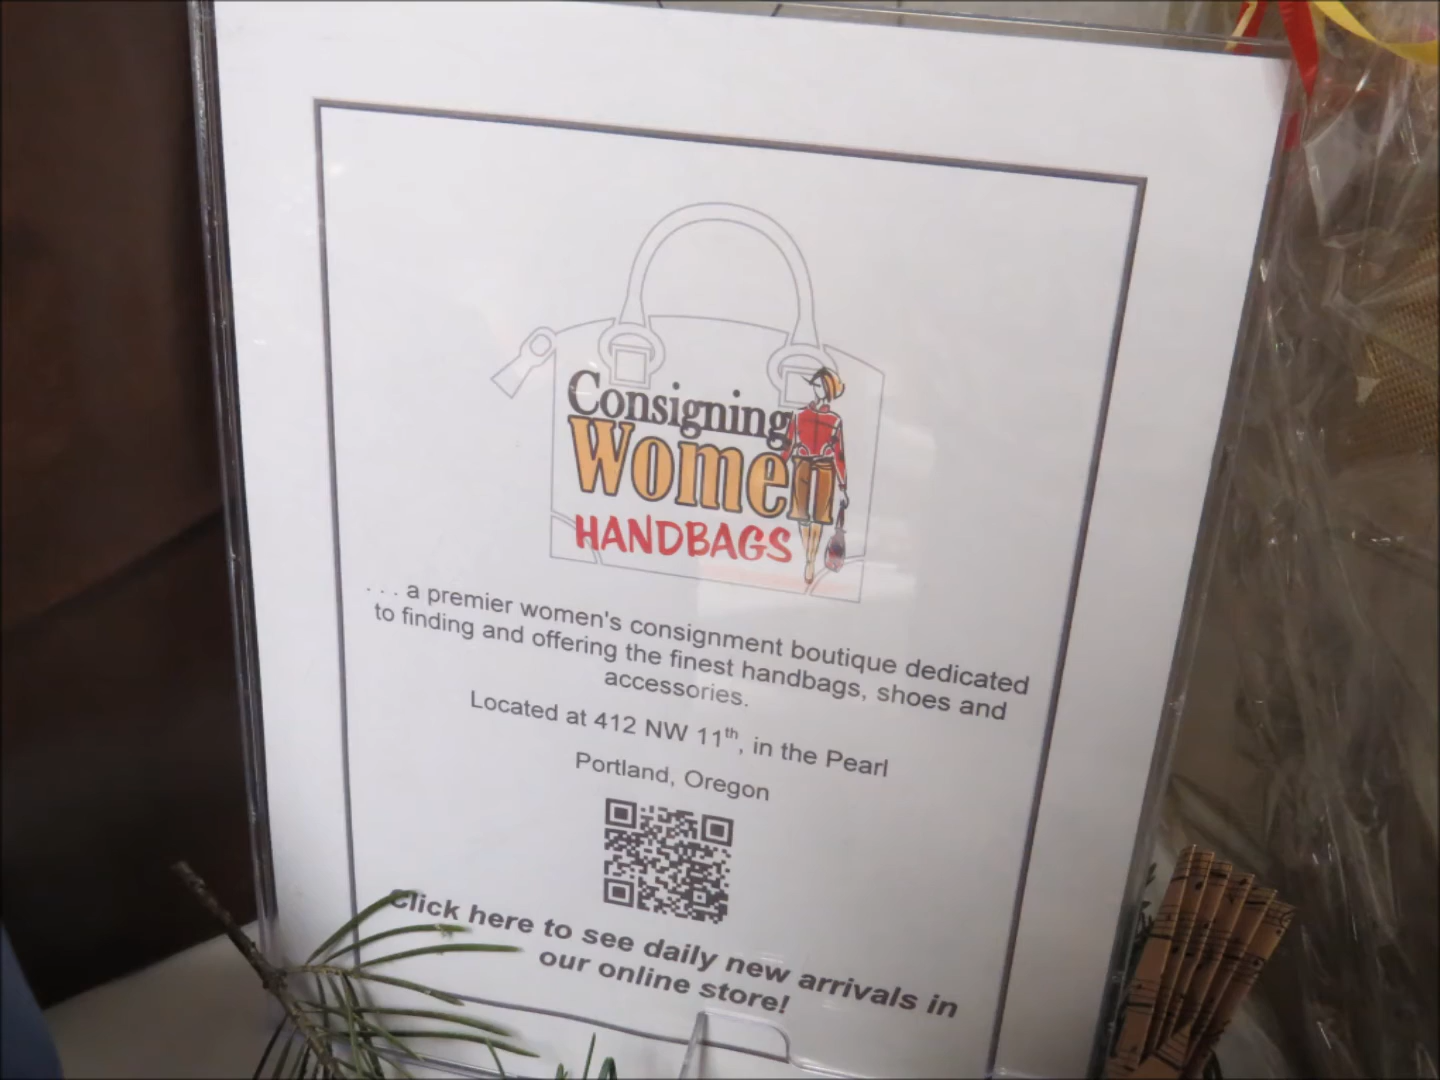 Consigning
Women
HANDBAGS
. . . a premier women's consignment boutique dedicated
to finding and offering the finest handbags, shoes and
accessories.
Located at 412 NW 11th, in the Pearl
Portland, Oregon
Click here to see daily new arrivals in
our online store!